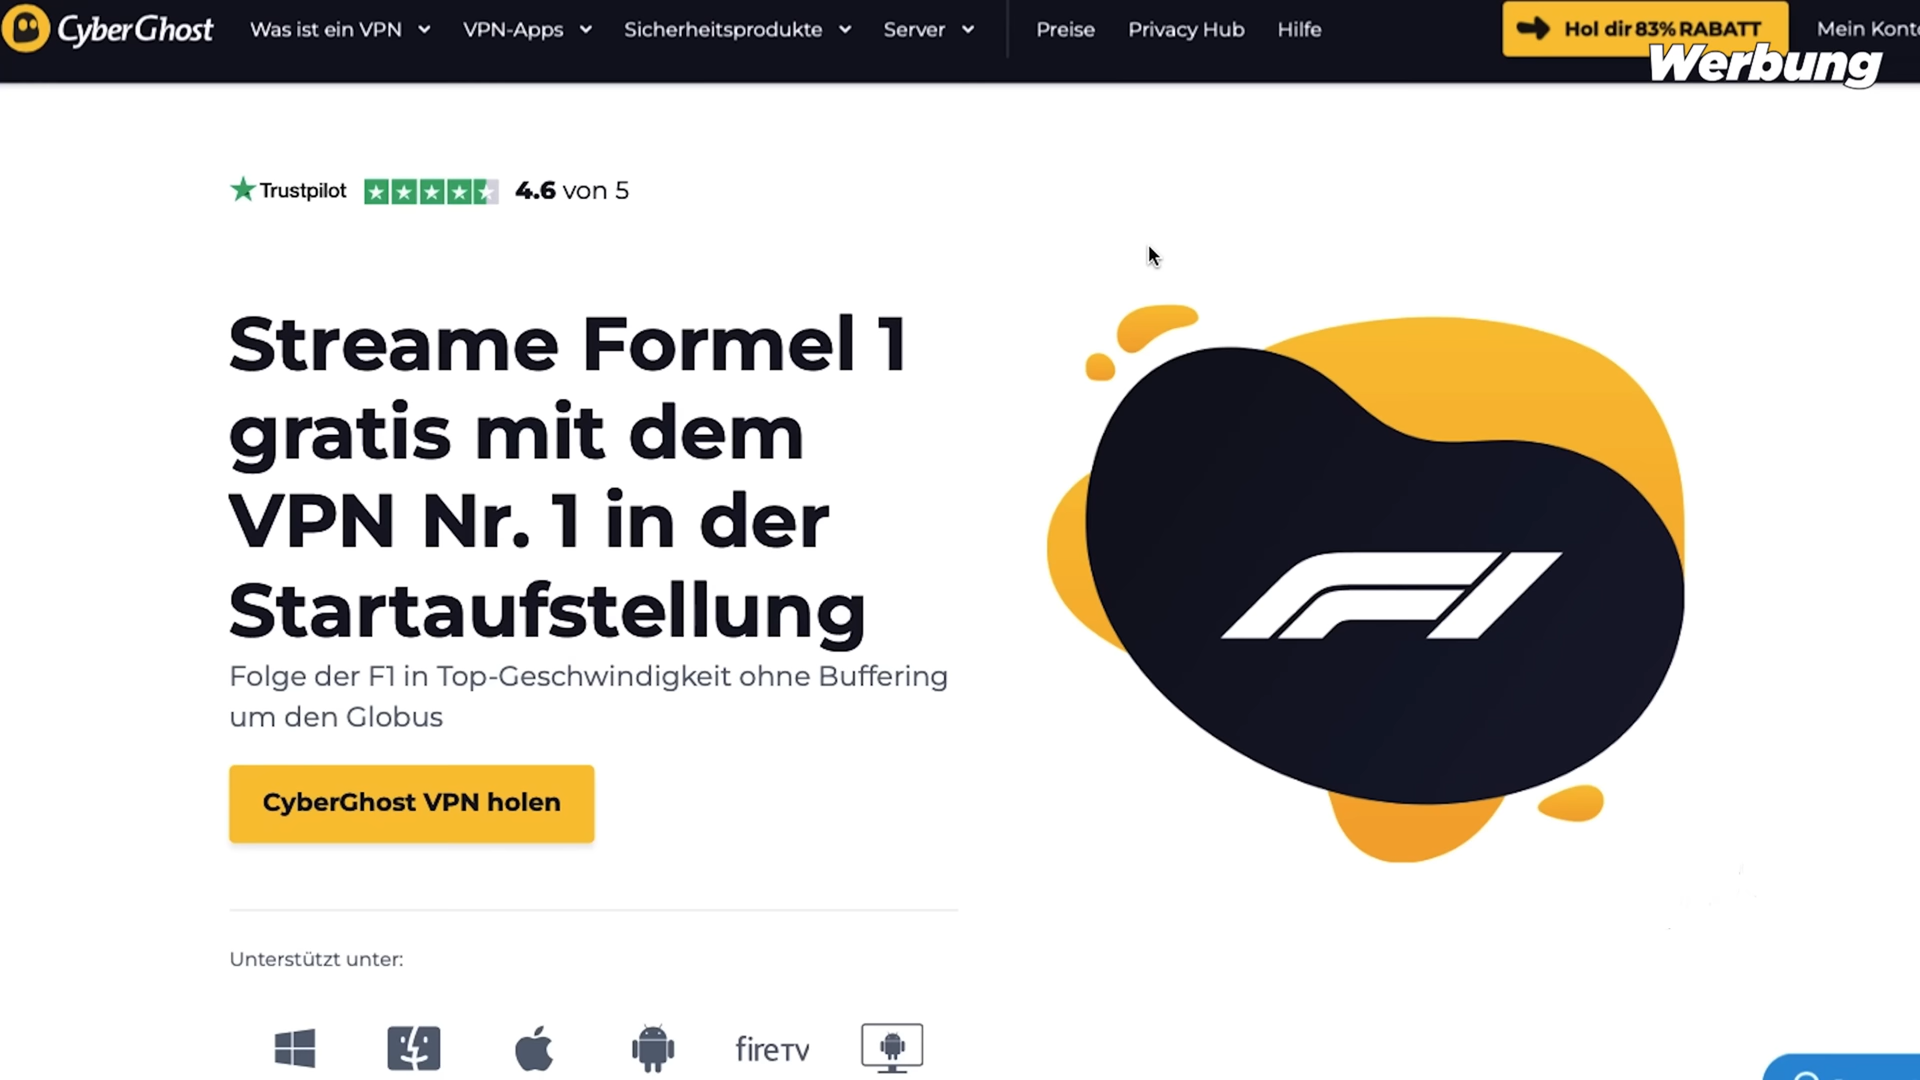 CyberGhost Was ist ein VPN VPN-Apps Sicherheitsprodukte Server Preise Privacy Hub Hilfe Hol dir 83% RABATT Mein
Werbung
Trustpilot 4.6 von 5
Streame Formel 1
gratis mit dem
VPN Nr. 1 in der
Startaufstellung
Folge der F1 in Top-Geschwindigkeit ohne Buffering
um den Globus
F1
CyberGhost VPN holen
Unterstützt unter:
fireTV